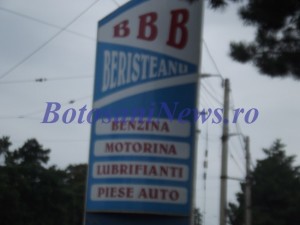 BBB
BERISTEANU
BotosaniNews.ro
BENZINA
MOTORINA
LUBRIFIANTI
PIESE AUTO